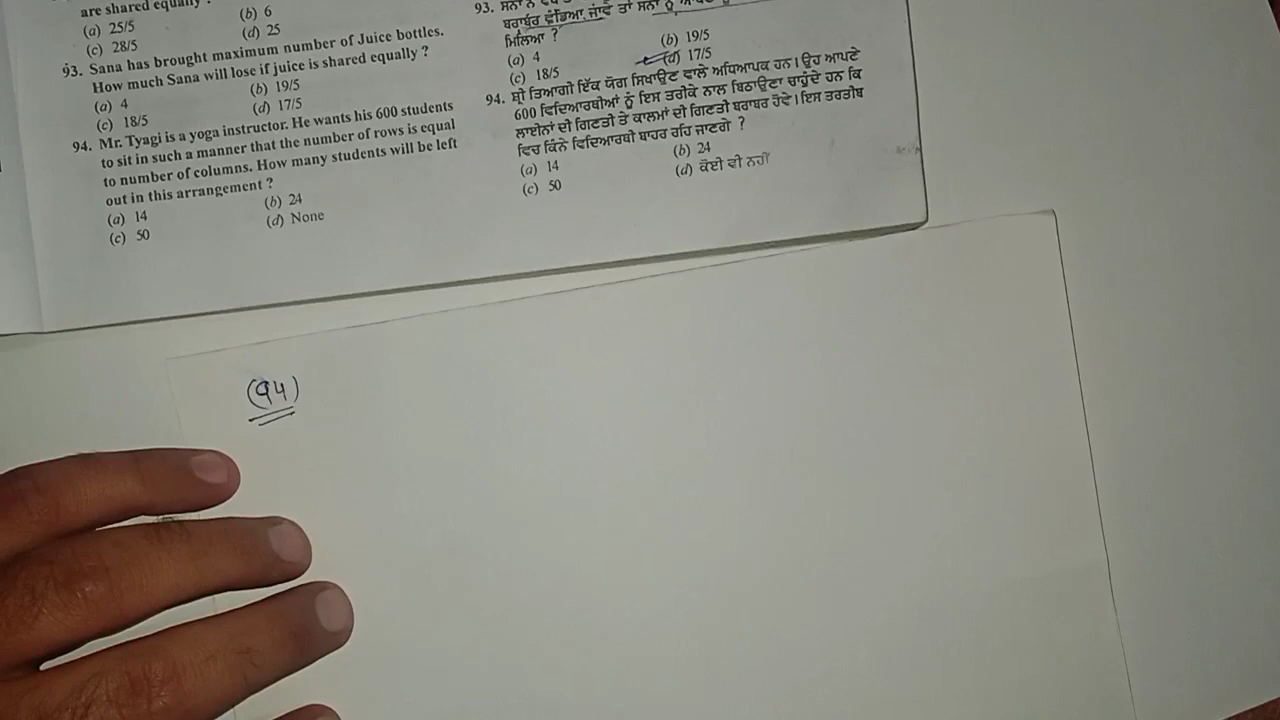 are shared equally ?
(a) 25/5 (b) 6
(c) 28/5 (d) 25
93. Sana has brought maximum number of Juice bottles.
How much Sana will lose if juice is shared equally ?
(a) 4 (b) 19/5
(c) 18/5 (d) 17/5
94. Mr. Tyagi is a yoga instructor. He wants his 600 students
to sit in such a manner that the number of rows is equal
to number of columns. How many students will be left
out in this arrangement ?
(a) 14 (b) 24
(c) 50 (d) None
93.
ਬਰਾਬਰ ਵੰਡਿਆ ਜਾਵੇ ਤਾਂ ਸਨਾ ਨੂੰ
ਮਿਲਿਆ ?
(a) 4 (b) 19/5
(c) 18/5 (d) 17/5
94. ਸ਼੍ਰੀ ਤਿਆਗੀ ਇੱਕ ਯੋਗ ਸਿਖਾਉਣ ਵਾਲੇ ਅਧਿਆਪਕ ਹਨ। ਉਹ ਆਪਣੇ
600 ਵਿਦਿਆਰਥੀਆਂ ਨੂੰ ਇਸ ਤਰੀਕੇ ਨਾਲ ਬਿਠਾਉਣਾ ਚਾਹੁੰਦੇ ਹਨ ਕਿ
ਲਾਈਨਾਂ ਦੀ ਗਿਣਤੀ ਤੇ ਕਾਲਮਾਂ ਦੀ ਗਿਣਤੀ ਬਰਾਬਰ ਹੋਵੇ। ਇਸ ਤਰਤੀਬ
ਵਿਚ ਕਿੰਨੇ ਵਿਦਿਆਰਥੀ ਬਾਹਰ ਰਹਿ ਜਾਣਗੇ ?
(a) 14 (b) 24
(c) 50 (d) ਕੋਈ ਵੀ ਨਹੀਂ
(94)